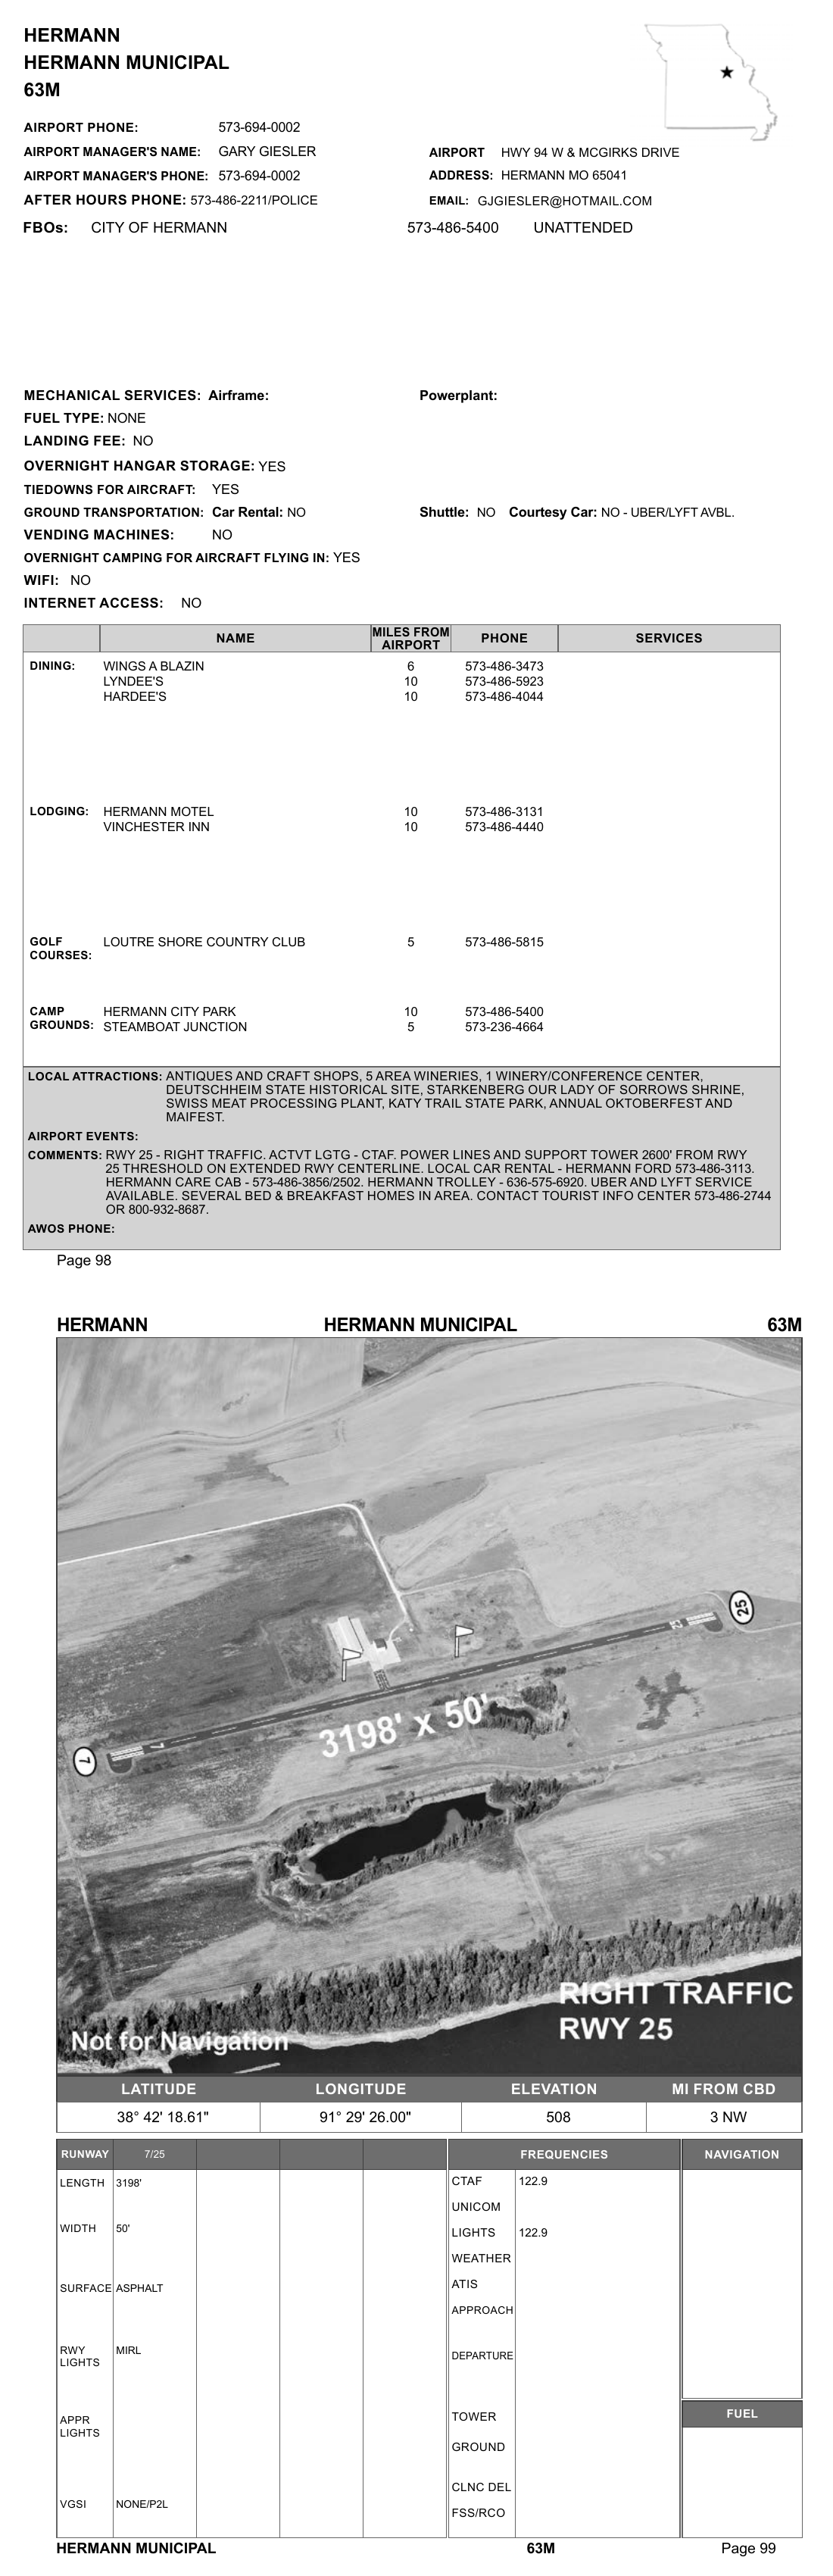 HERMANN
HERMANN MUNICIPAL
63M
AIRPORT PHONE: 573-694-0002
AIRPORT MANAGER'S NAME: GARY GIESLER
AIRPORT MANAGER'S PHONE: 573-694-0002
AFTER HOURS PHONE: 573-486-2211/POLICE
AIRPORT HWY 94 W & MCGIRKS DRIVE
ADDRESS: HERMANN MO 65041
EMAIL: GJGIESLER@HOTMAIL.COM
FBOs: CITY OF HERMANN 573-486-5400 UNATTENDED
MECHANICAL SERVICES: Airframe: Powerplant:
FUEL TYPE: NONE
LANDING FEE: NO
OVERNIGHT HANGAR STORAGE: YES
TIEDOWNS FOR AIRCRAFT: YES
GROUND TRANSPORTATION: Car Rental: NO Shuttle: NO Courtesy Car: NO - UBER/LYFT AVBL.
VENDING MACHINES: NO
OVERNIGHT CAMPING FOR AIRCRAFT FLYING IN: YES
WIFI: NO
INTERNET ACCESS: NO
NAME MILES FROM AIRPORT PHONE SERVICES
DINING: WINGS A BLAZIN 6 573-486-3473
LYNDEE'S 10 573-486-5923
HARDEE'S 10 573-486-4044
LODGING: HERMANN MOTEL 10 573-486-3131
VINCHESTER INN 10 573-486-4440
GOLF COURSES: LOUTRE SHORE COUNTRY CLUB 5 573-486-5815
CAMP HERMANN CITY PARK 10 573-486-5400
GROUNDS: STEAMBOAT JUNCTION 5 573-236-4664
LOCAL ATTRACTIONS: ANTIQUES AND CRAFT SHOPS, 5 AREA WINERIES, 1 WINERY/CONFERENCE CENTER,
DEUTSCHHEIM STATE HISTORICAL SITE, STARKENBERG OUR LADY OF SORROWS SHRINE,
SWISS MEAT PROCESSING PLANT, KATY TRAIL STATE PARK, ANNUAL OKTOBERFEST AND
MAIFEST.
AIRPORT EVENTS:
COMMENTS: RWY 25 - RIGHT TRAFFIC. ACTVT LGTG - CTAF. POWER LINES AND SUPPORT TOWER 2600' FROM RWY
25 THRESHOLD ON EXTENDED RWY CENTERLINE. LOCAL CAR RENTAL - HERMANN FORD 573-486-3113.
HERMANN CARE CAB - 573-486-3856/2502. HERMANN TROLLEY - 636-575-6920. UBER AND LYFT SERVICE
AVAILABLE. SEVERAL BED & BREAKFAST HOMES IN AREA. CONTACT TOURIST INFO CENTER 573-486-2744
OR 800-932-8687.
AWOS PHONE:
Page 98
HERMANN HERMANN MUNICIPAL 63M
25
3198' x 50'
7
RIGHT TRAFFIC
RWY 25
Not for Navigation
LATITUDE LONGITUDE ELEVATION MI FROM CBD
38° 42' 18.61" 91° 29' 26.00" 508 3 NW
RUNWAY 7/25
LENGTH 3198'
WIDTH 50'
SURFACE ASPHALT
RWY LIGHTS MIRL
APPR LIGHTS
VGSI NONE/P2L
FREQUENCIES
CTAF 122.9
UNICOM
LIGHTS 122.9
WEATHER
ATIS
APPROACH
DEPARTURE
TOWER
GROUND
CLNC DEL
FSS/RCO
NAVIGATION
FUEL
HERMANN MUNICIPAL 63M Page 99